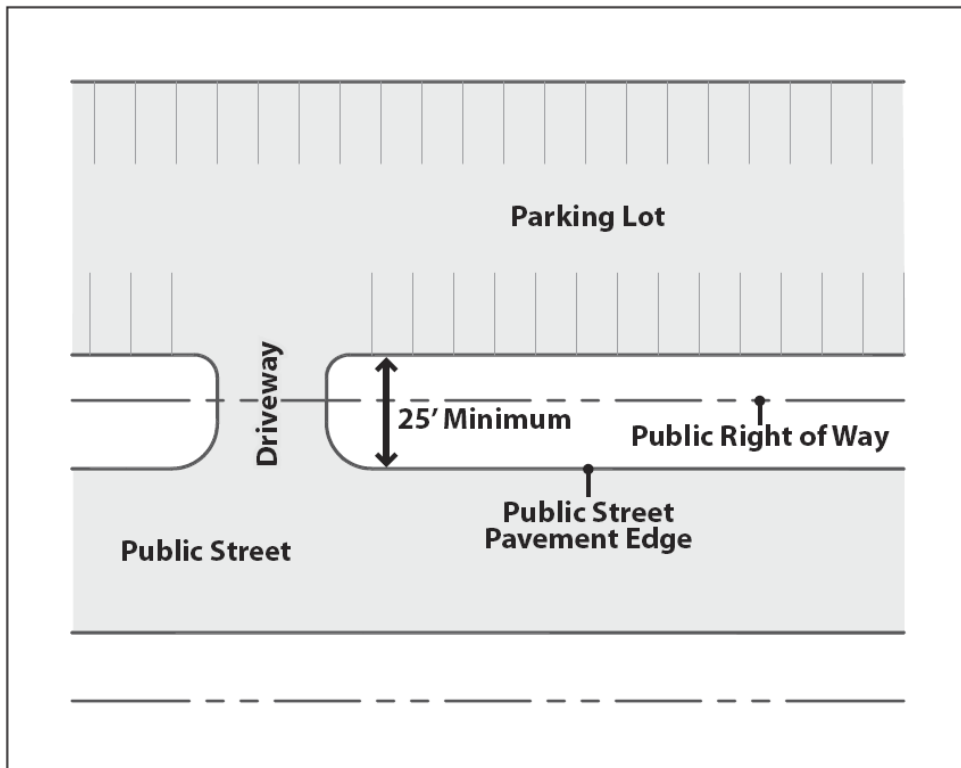 Parking Lot
Driveway
25’ Minimum
Public Right of Way
Public Street
Pavement Edge
Public Street